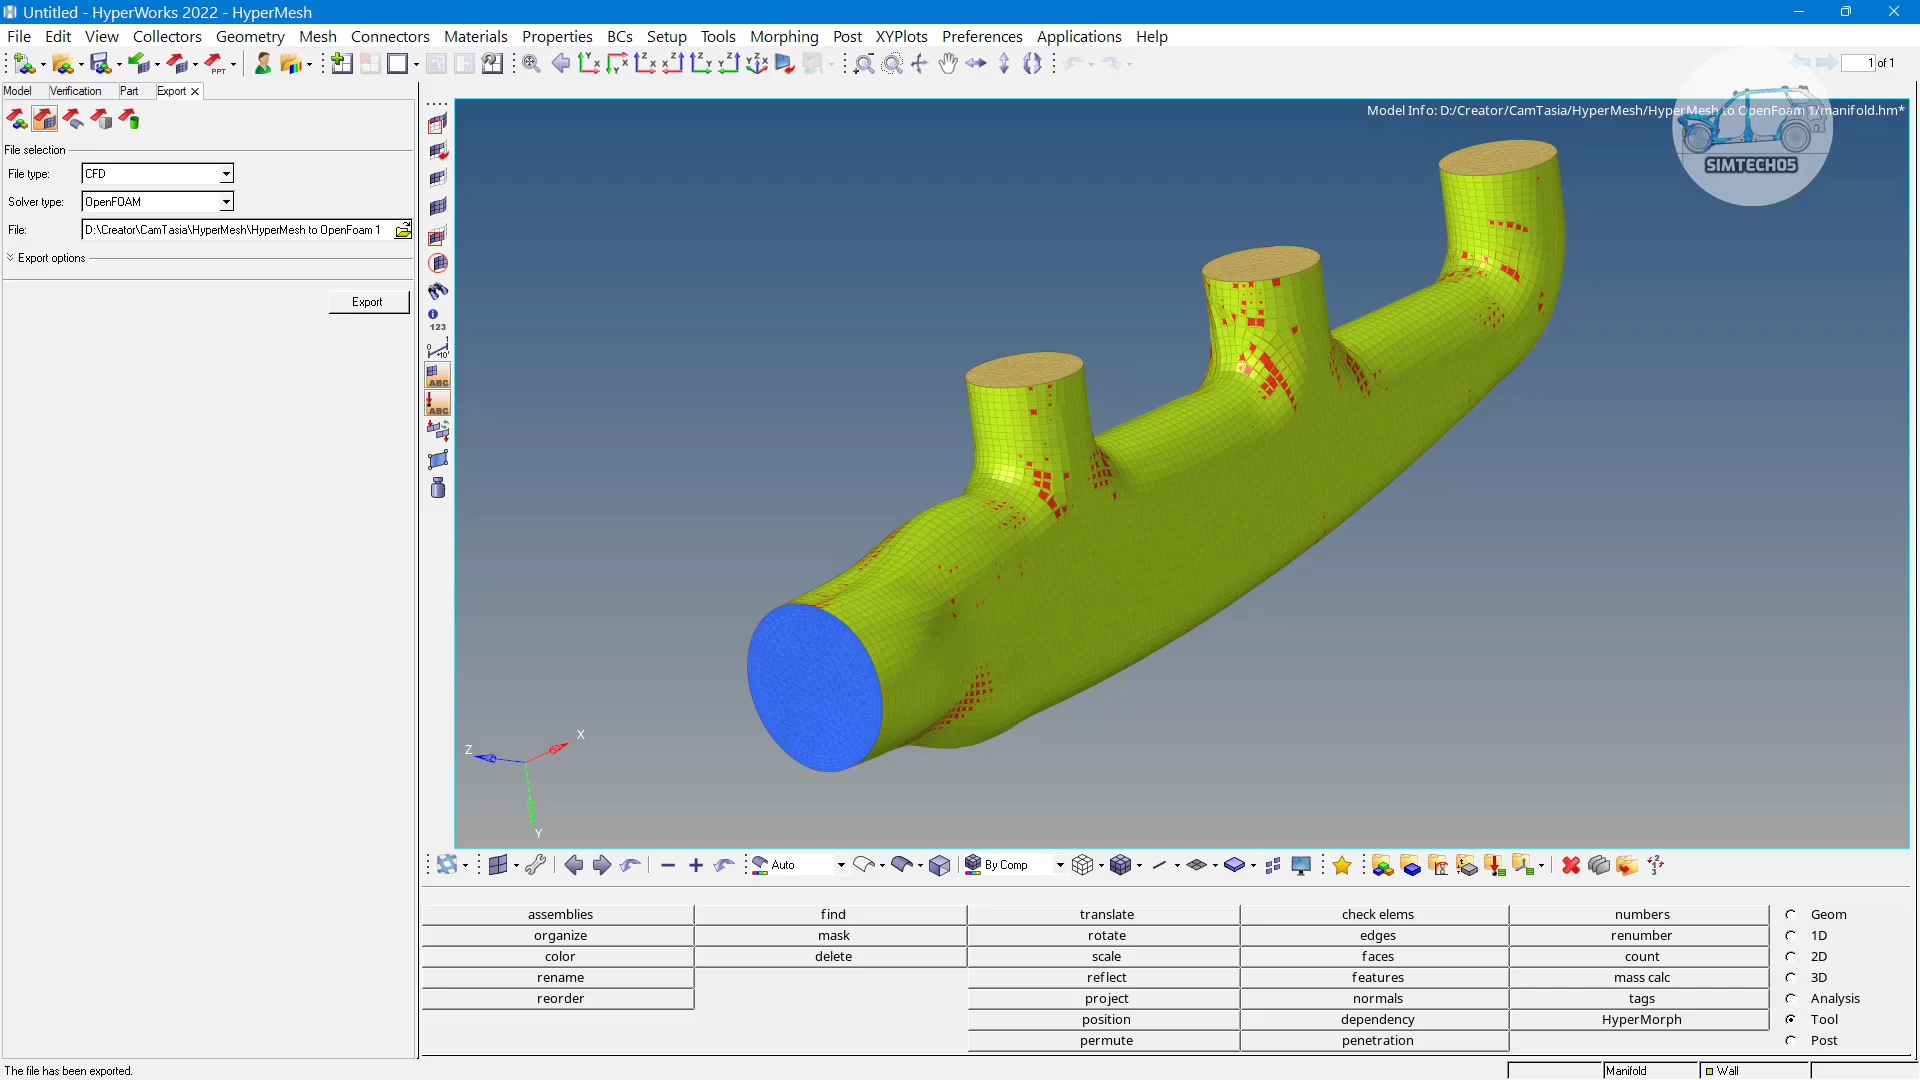 Untitled - HyperWorks 2022 - HyperMesh
File Edit View Collectors Geometry Mesh Connectors Materials Properties BCs Setup Tools Morphing Post XYPlots Preferences Applications Help
1 of 1
Model Verification Part Export
File selection
File type: CFD
Solver type: OpenFOAM
File: D:\Creator\CamTasia\HyperMesh\HyperMesh to OpenFoam 1
Export options
Export
Model Info: D:/Creator/CamTasia/HyperMesh/HyperMesh to OpenFoam 1/manifold.hm*
SIMTECH05
123
ABC
ABC
Z X
Y
Auto By Comp
assemblies find translate check elems numbers Geom
organize mask rotate edges renumber 1D
color delete scale faces count 2D
rename reflect features mass calc 3D
reorder project normals tags Analysis
position dependency HyperMorph Tool
permute penetration Post
The file has been exported. Manifold Wall